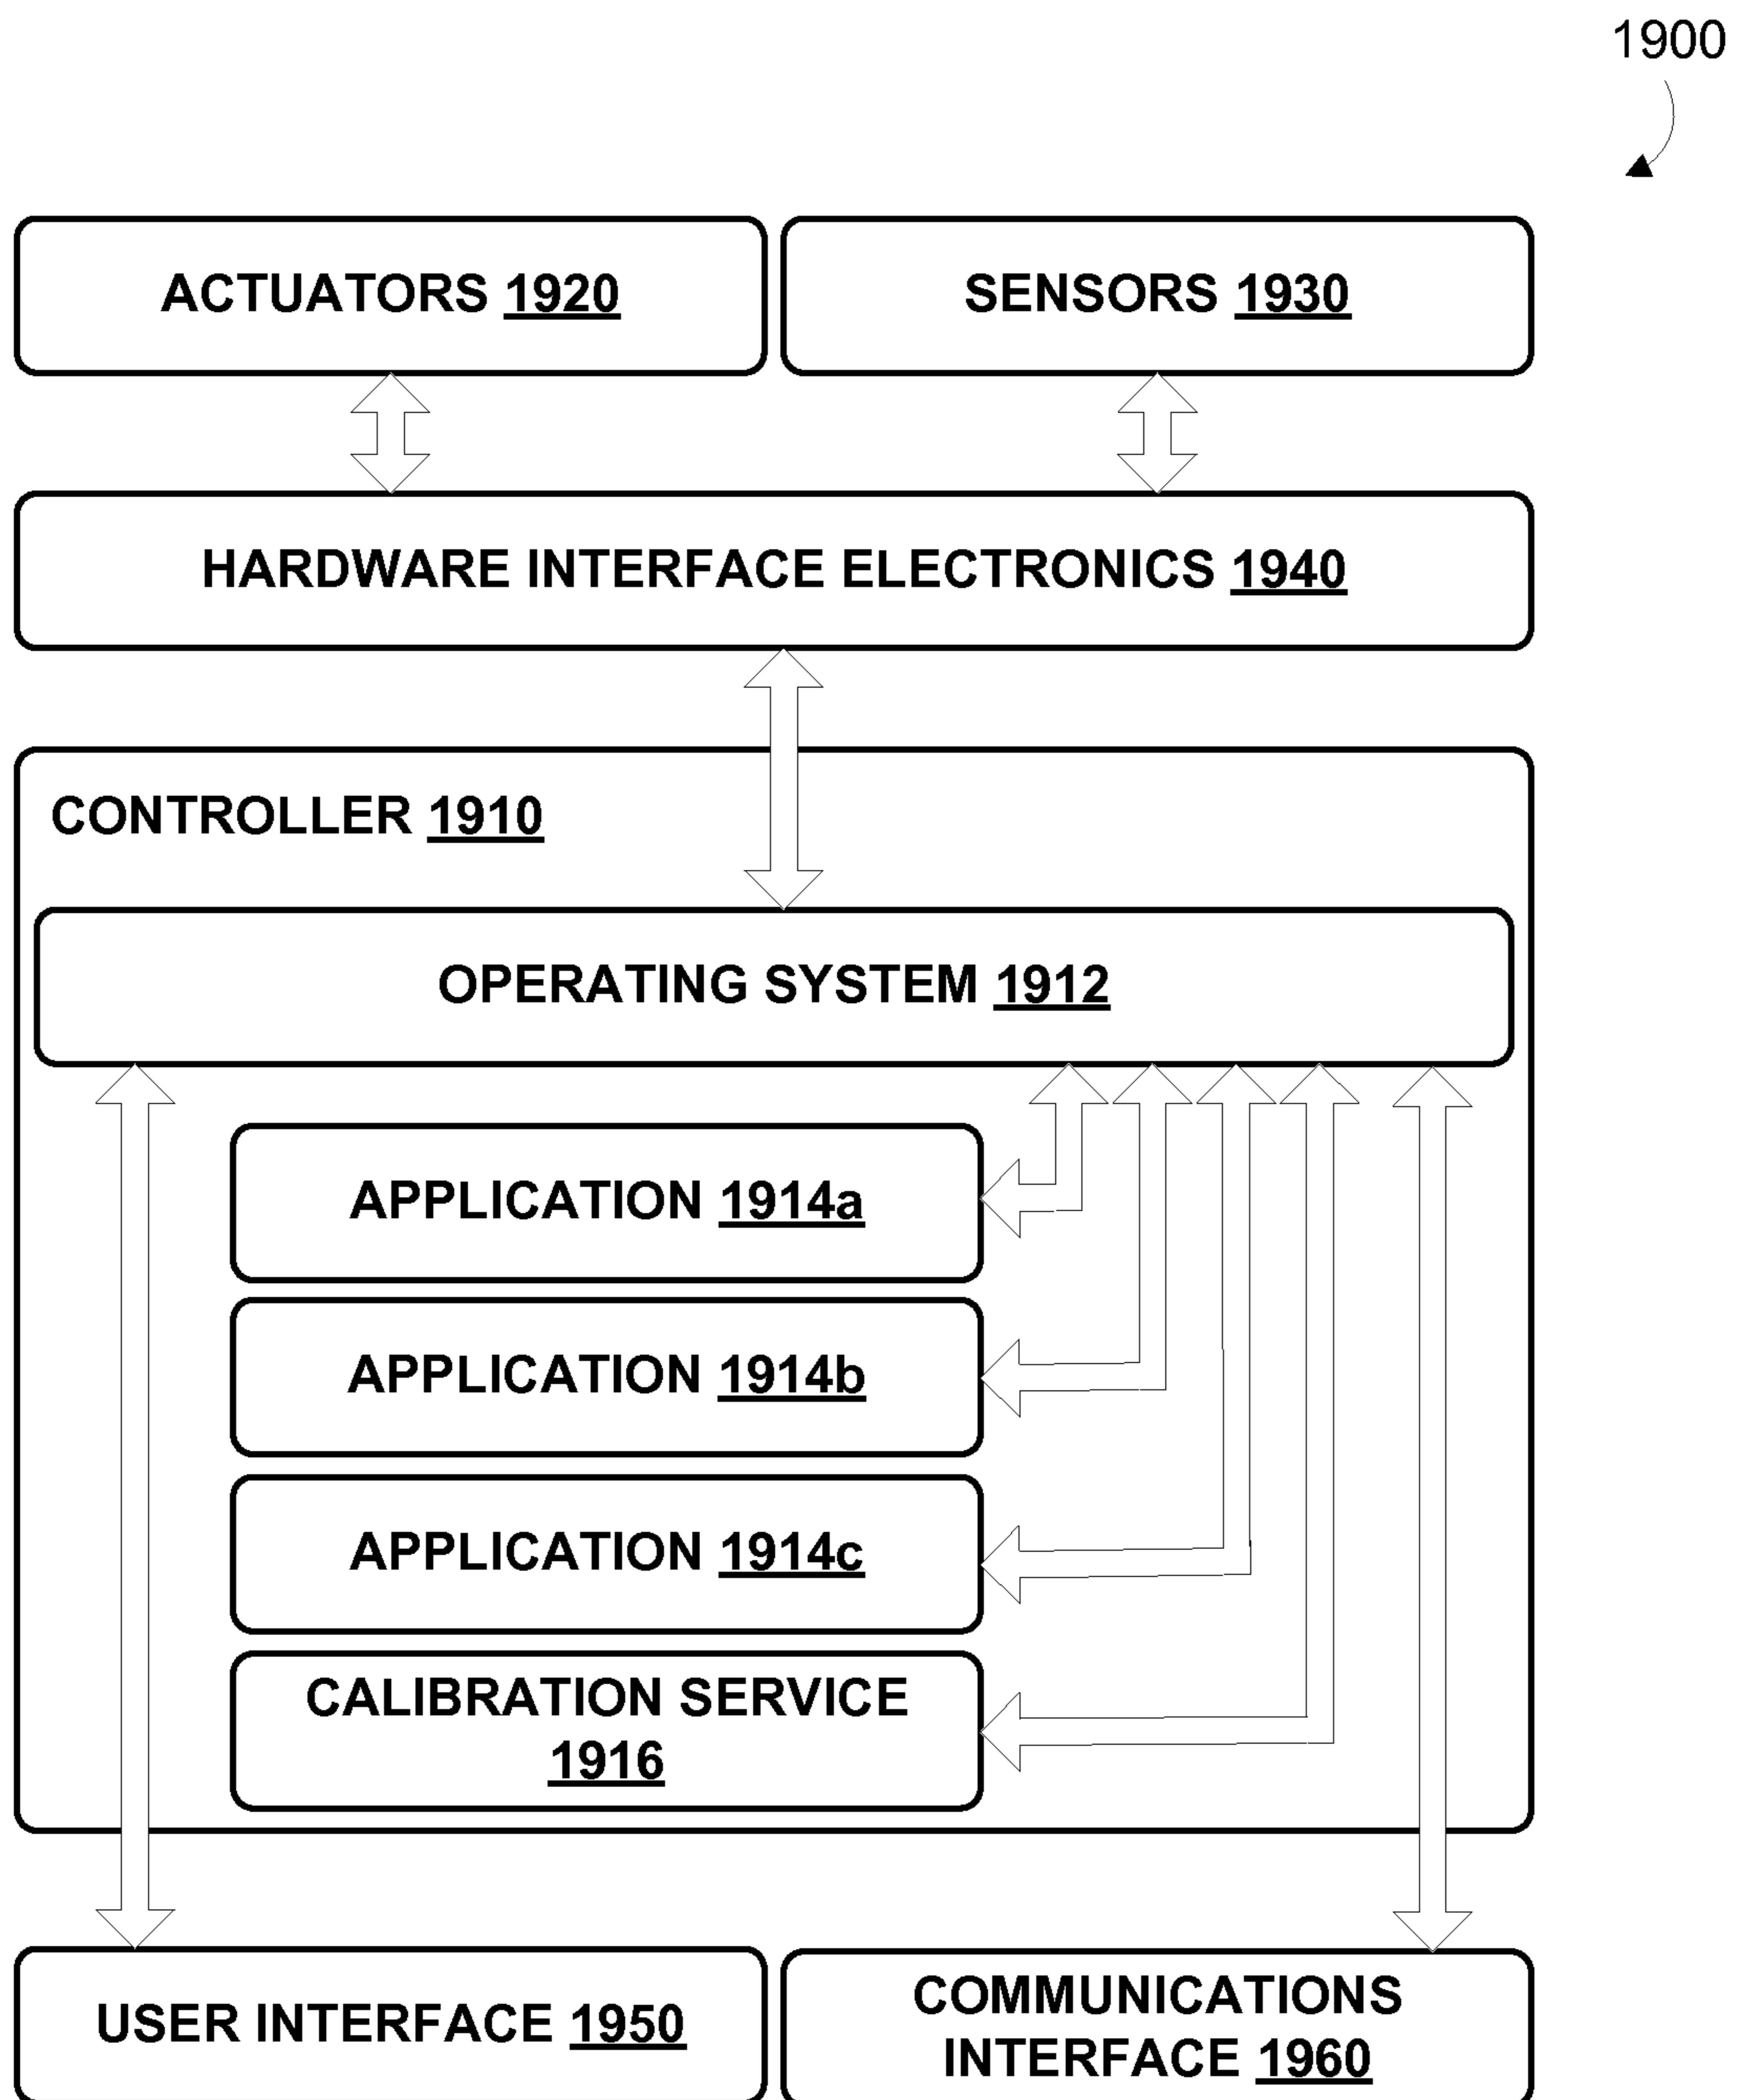 1900
ACTUATORS 1920
SENSORS 1930
HARDWARE INTERFACE ELECTRONICS 1940
CONTROLLER 1910
OPERATING SYSTEM 1912
APPLICATION 1914a
APPLICATION 1914b
APPLICATION 1914c
CALIBRATION SERVICE
1916
USER INTERFACE 1950
COMMUNICATIONS
INTERFACE 1960